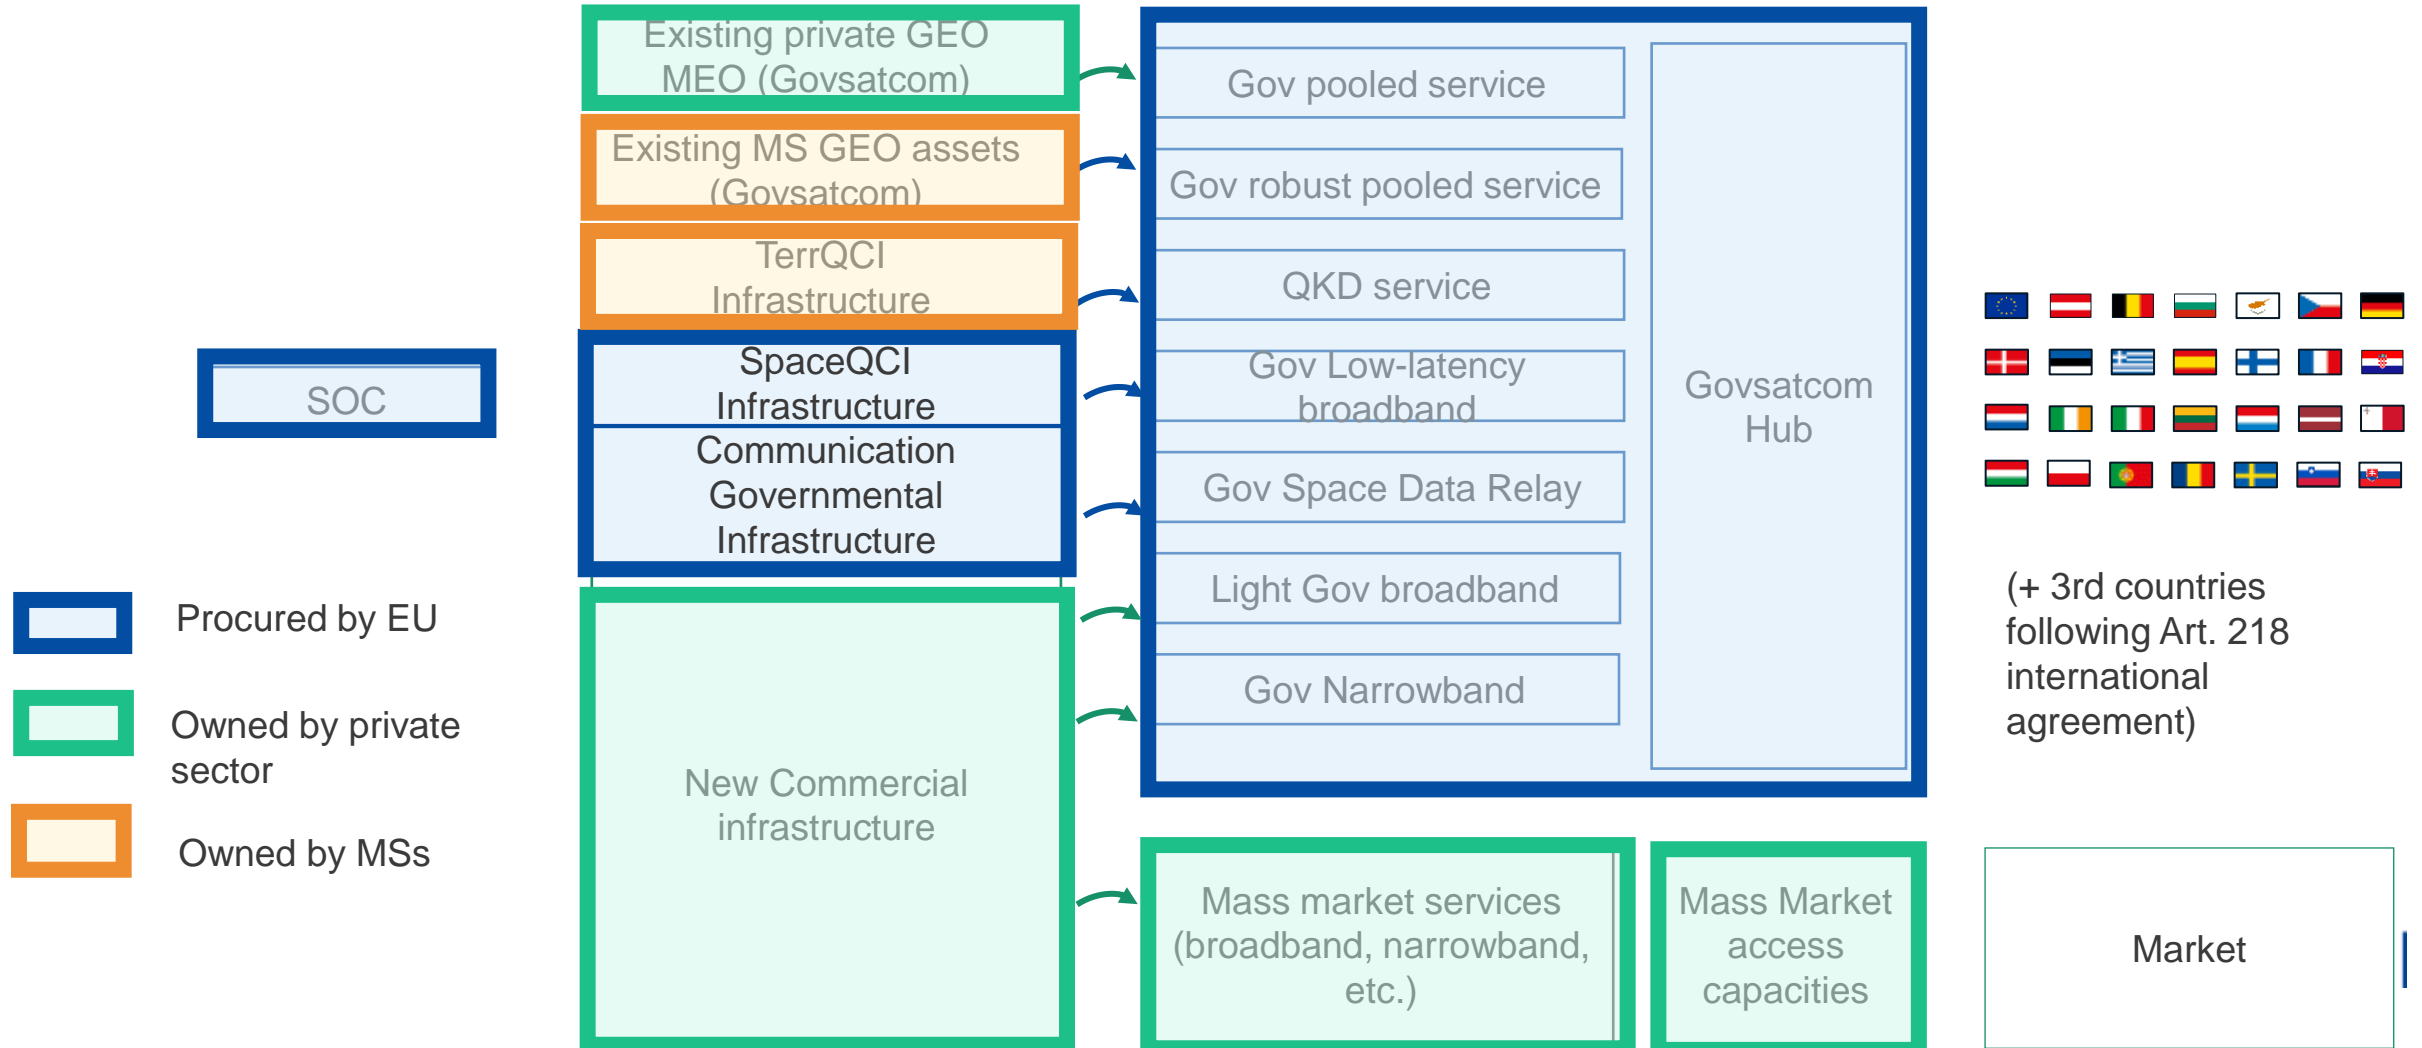 Existing private GEO
MEO (Govsatcom)
Existing MS GEO assets
(Govsatcom)
TerrQCI
Infrastructure
SpaceQCI
Infrastructure
Communication
Governmental
Infrastructure
New Commercial
infrastructure
SOC
Procured by EU
Owned by private
sector
Owned by MSs
Gov pooled service
Gov robust pooled service
QKD service
Gov Low-latency
broadband
Gov Space Data Relay
Light Gov broadband
Gov Narrowband
Govsatcom
Hub
Mass market services
(broadband, narrowband,
etc.)
Mass Market
access
capacities
(+ 3rd countries
following Art. 218
international
agreement)
Market